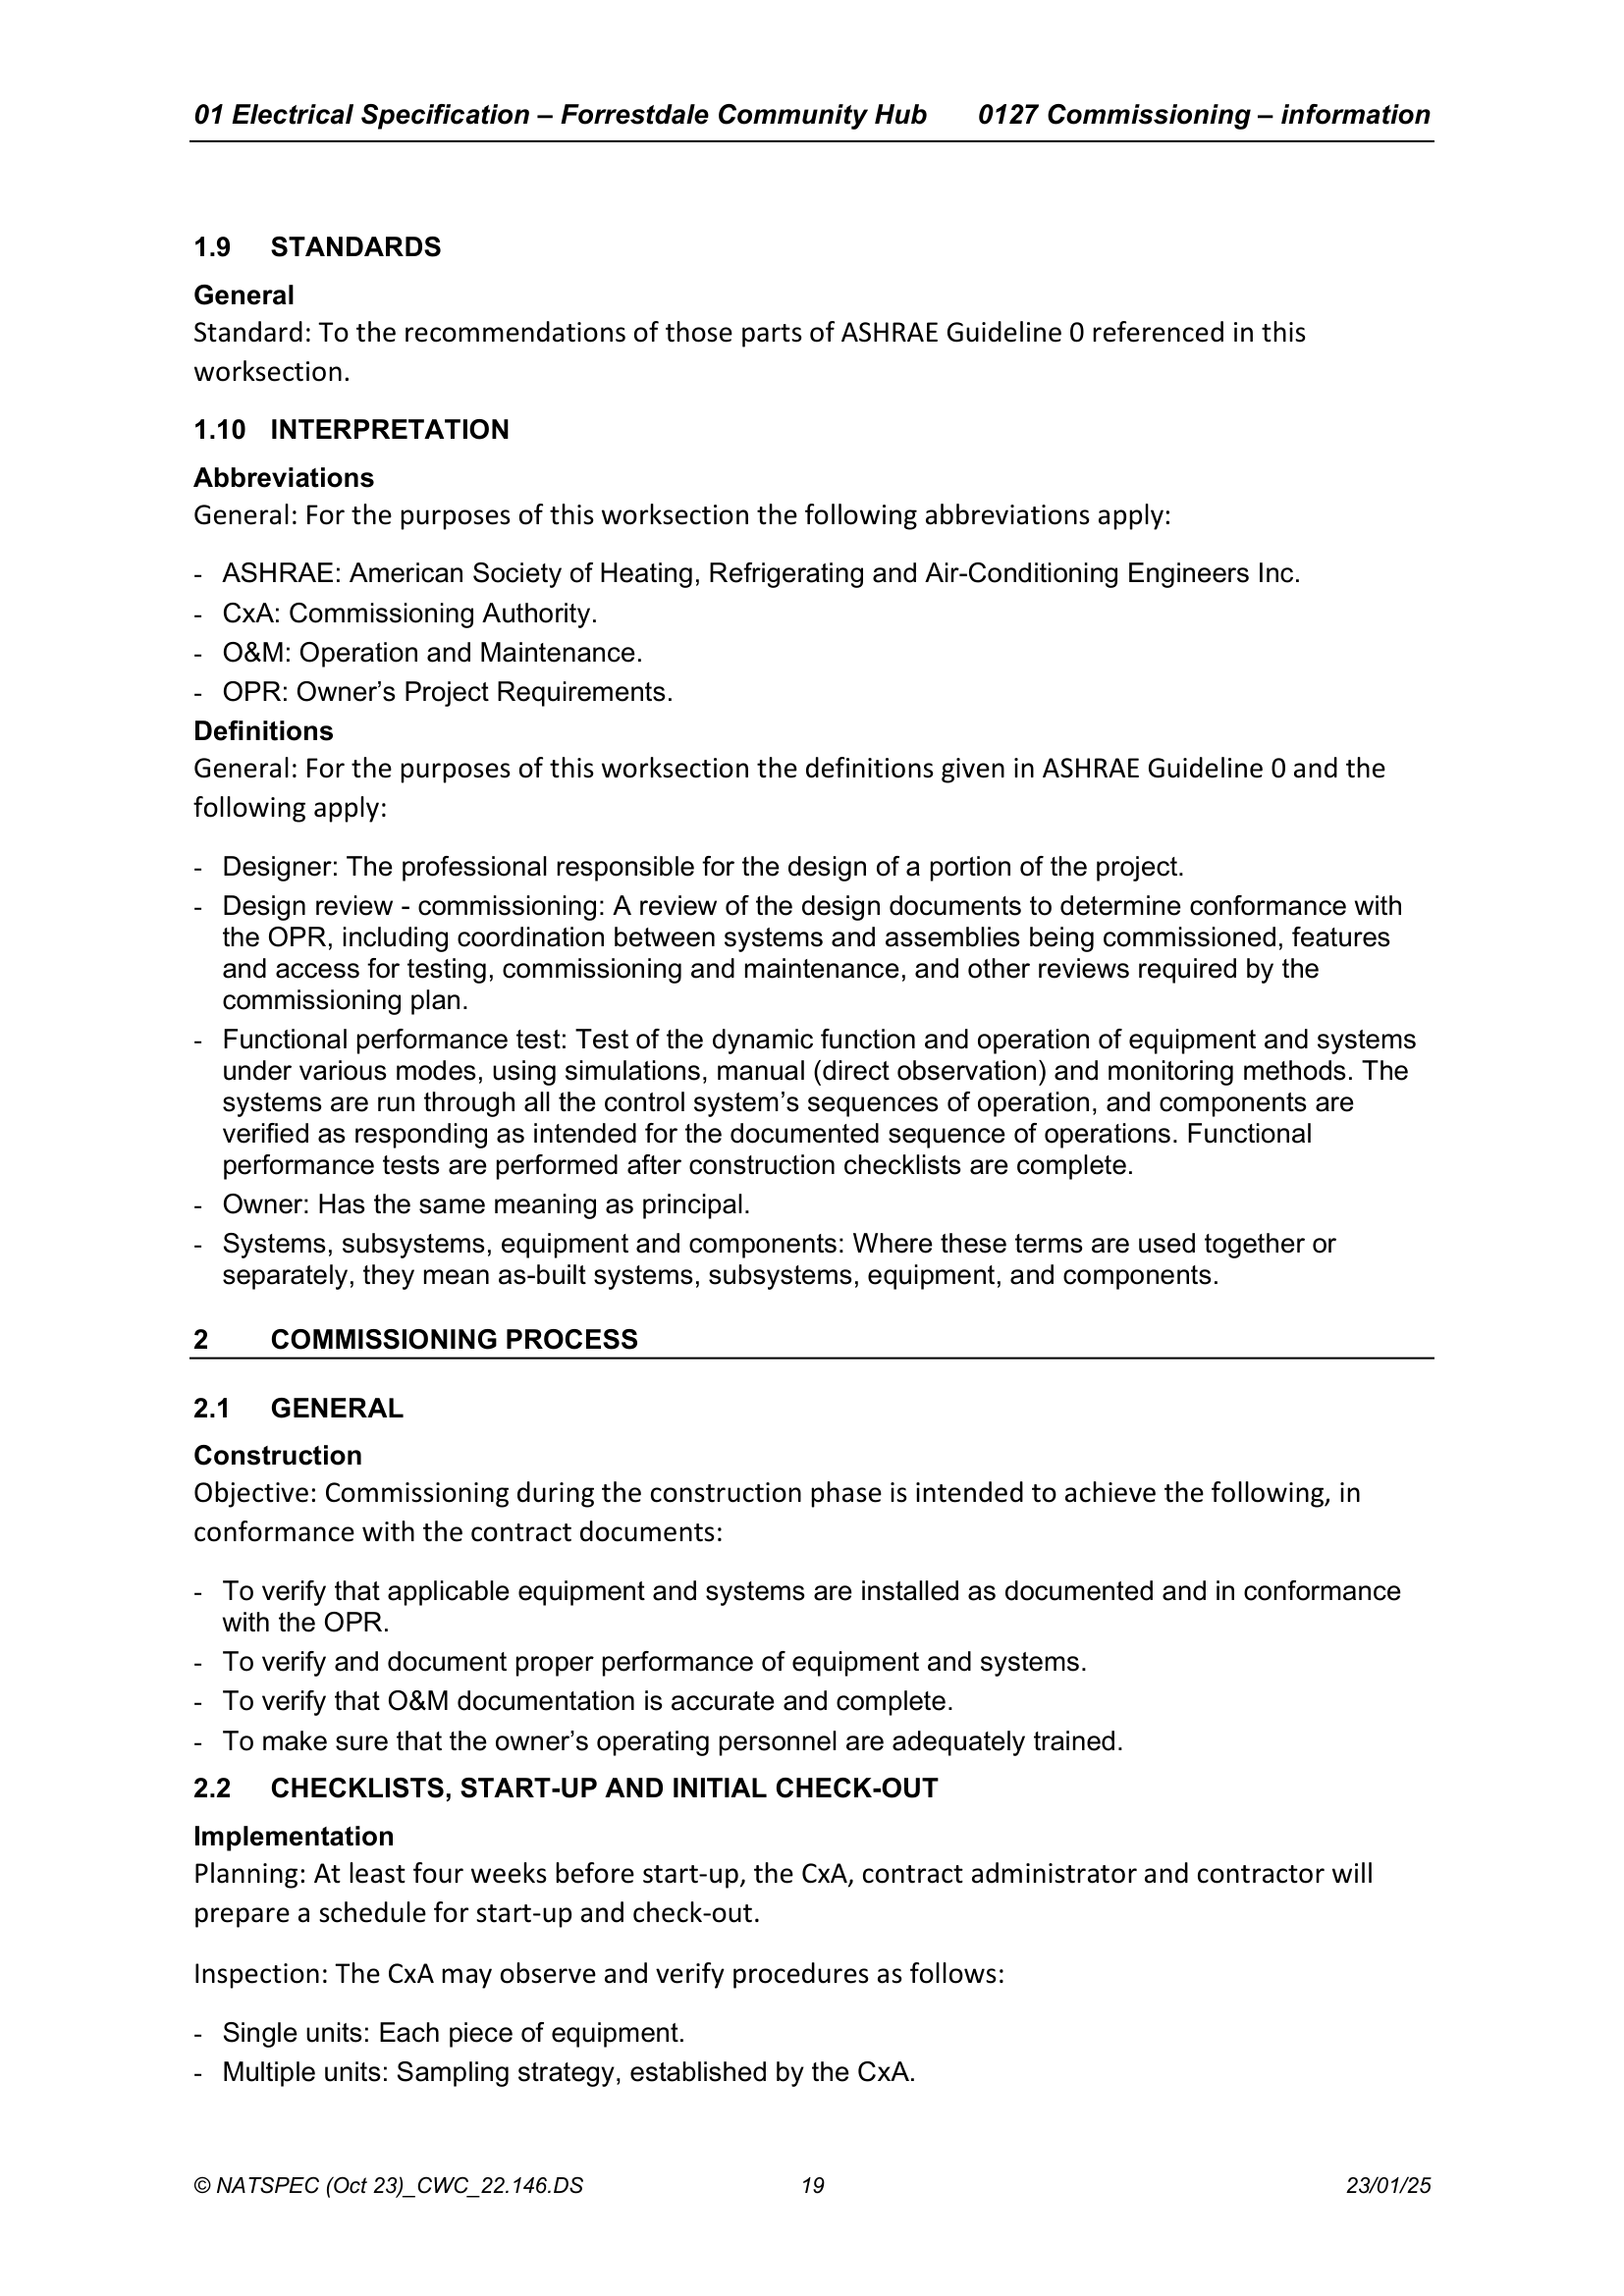 01 Electrical Specification – Forrestdale Community Hub 0127 Commissioning – information
1.9 STANDARDS
General
Standard: To the recommendations of those parts of ASHRAE Guideline 0 referenced in this
worksection.
1.10 INTERPRETATION
Abbreviations
General: For the purposes of this worksection the following abbreviations apply:
- ASHRAE: American Society of Heating, Refrigerating and Air-Conditioning Engineers Inc.
- CxA: Commissioning Authority.
- O&M: Operation and Maintenance.
- OPR: Owner’s Project Requirements.
Definitions
General: For the purposes of this worksection the definitions given in ASHRAE Guideline 0 and the
following apply:
- Designer: The professional responsible for the design of a portion of the project.
- Design review - commissioning: A review of the design documents to determine conformance with
the OPR, including coordination between systems and assemblies being commissioned, features
and access for testing, commissioning and maintenance, and other reviews required by the
commissioning plan.
- Functional performance test: Test of the dynamic function and operation of equipment and systems
under various modes, using simulations, manual (direct observation) and monitoring methods. The
systems are run through all the control system’s sequences of operation, and components are
verified as responding as intended for the documented sequence of operations. Functional
performance tests are performed after construction checklists are complete.
- Owner: Has the same meaning as principal.
- Systems, subsystems, equipment and components: Where these terms are used together or
separately, they mean as-built systems, subsystems, equipment, and components.
2 COMMISSIONING PROCESS
2.1 GENERAL
Construction
Objective: Commissioning during the construction phase is intended to achieve the following, in
conformance with the contract documents:
- To verify that applicable equipment and systems are installed as documented and in conformance
with the OPR.
- To verify and document proper performance of equipment and systems.
- To verify that O&M documentation is accurate and complete.
- To make sure that the owner’s operating personnel are adequately trained.
2.2 CHECKLISTS, START-UP AND INITIAL CHECK-OUT
Implementation
Planning: At least four weeks before start-up, the CxA, contract administrator and contractor will
prepare a schedule for start-up and check-out.
Inspection: The CxA may observe and verify procedures as follows:
- Single units: Each piece of equipment.
- Multiple units: Sampling strategy, established by the CxA.
© NATSPEC (Oct 23)_CWC_22.146.DS 19 23/01/25